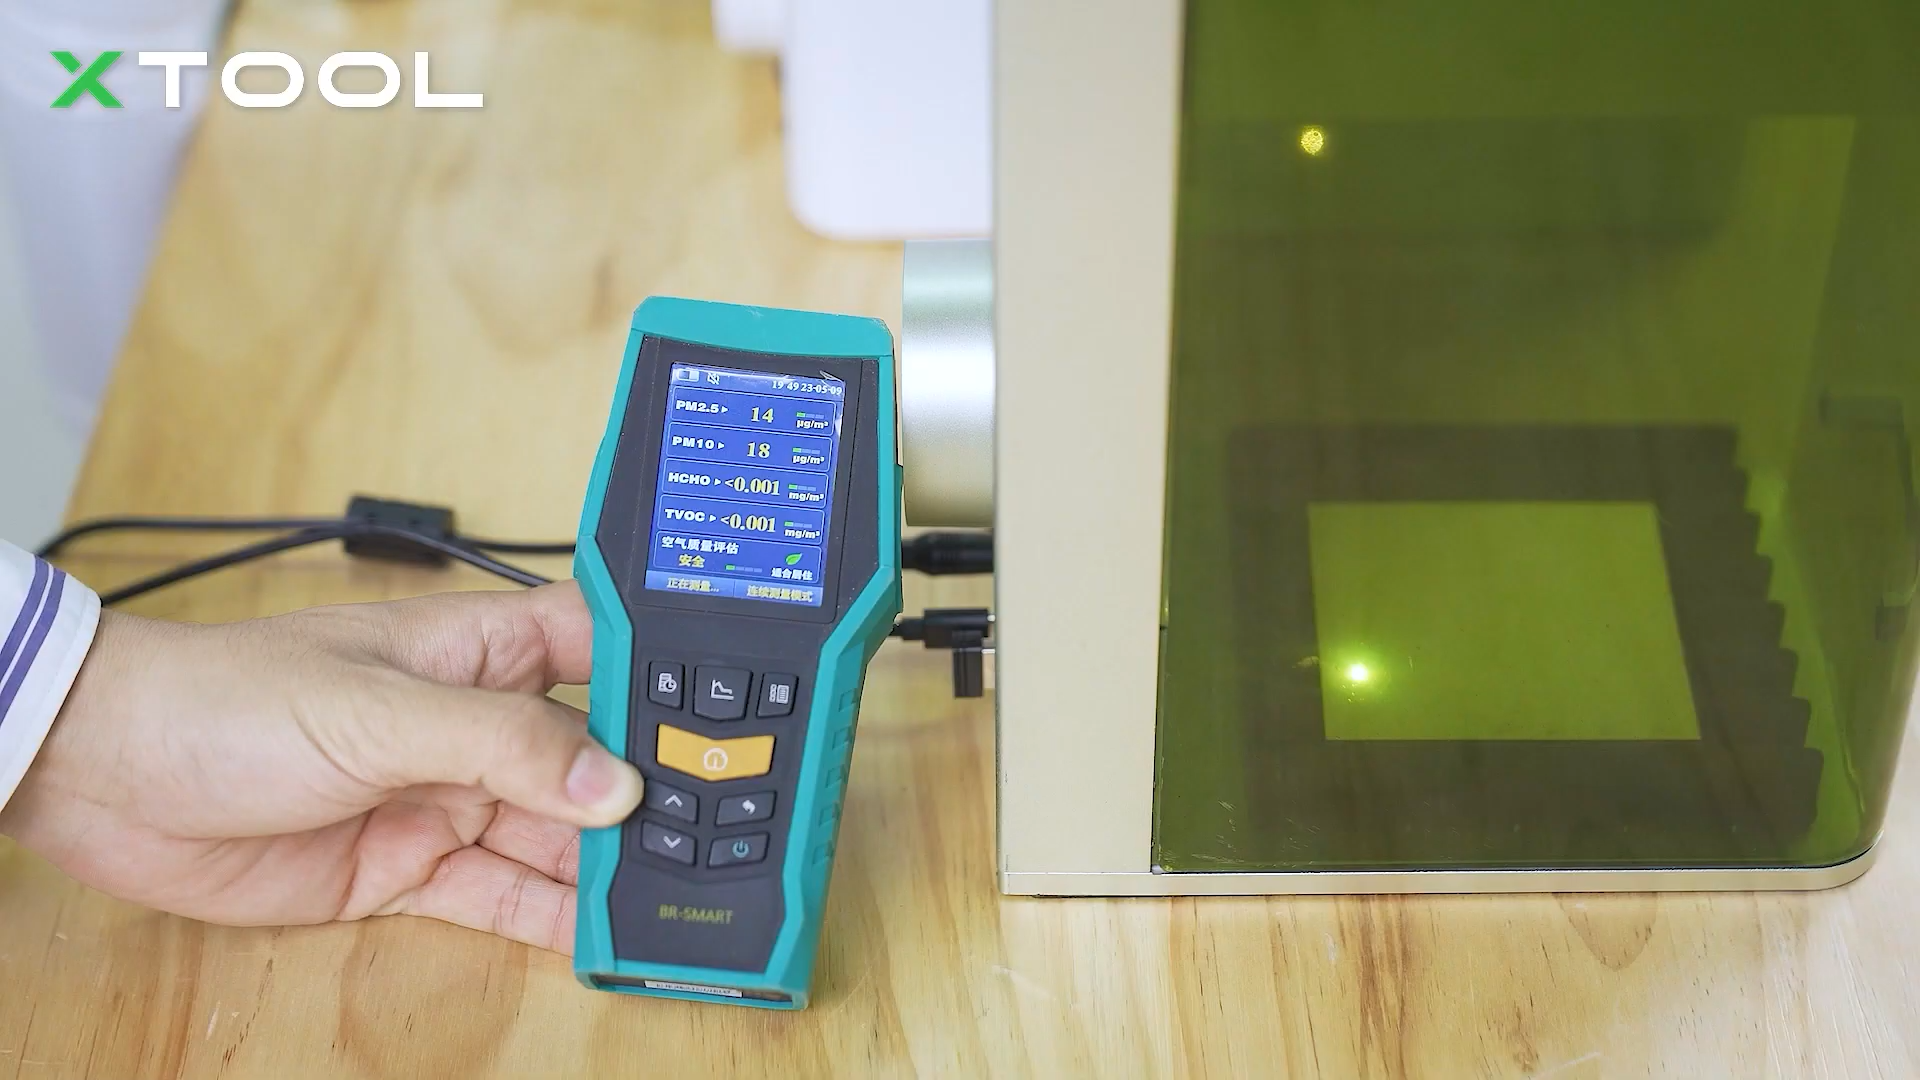 XTOOL
19 49 23-05-09
PM2.5 14 µg/m³
PM10 18 µg/m³
HCHO <0.001 mg/m³
TVOC <0.001 mg/m³
空气质量评估
安全 适合居住
正在测量... 连续测量模式
BR-SMART